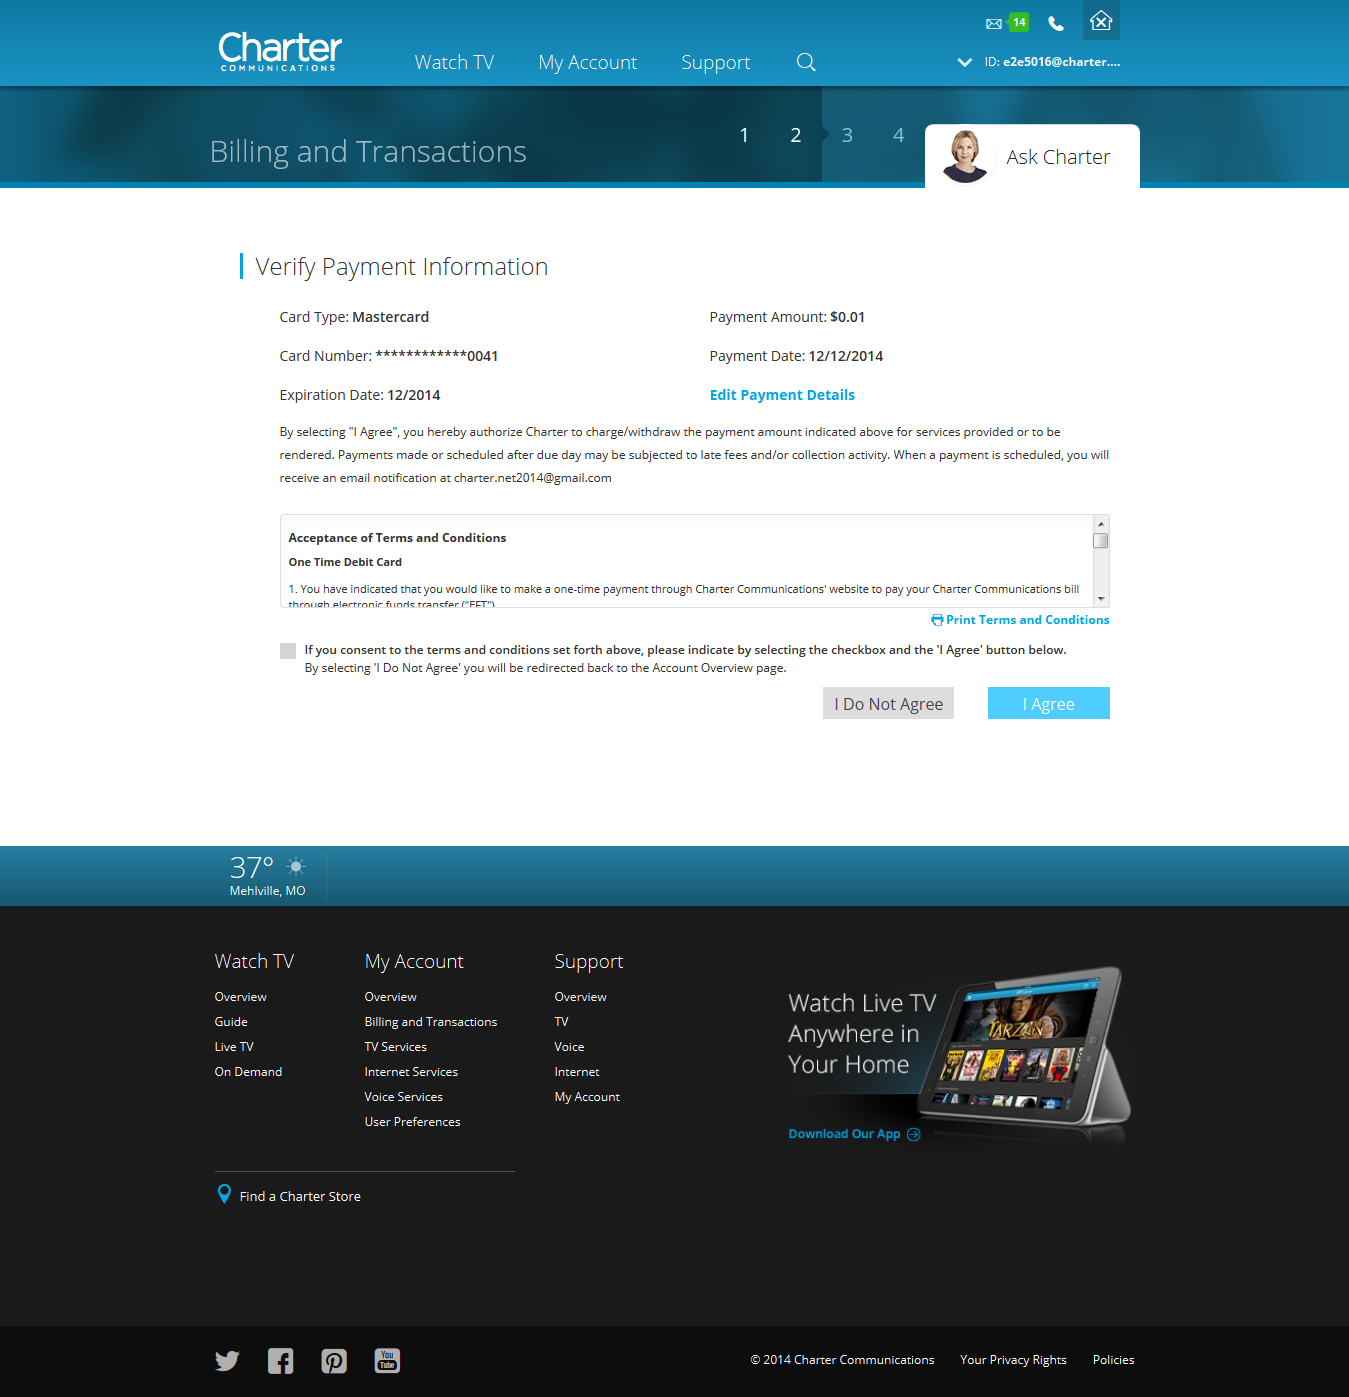 14
Charter
COMMUNICATIONS
Watch TV
My Account
Support
ID: e2e5016@charter....
Billing and Transactions
1
2
3
4
Ask Charter
Verify Payment Information
Card Type: Mastercard
Payment Amount: $0.01
Card Number: ************0041
Payment Date: 12/12/2014
Expiration Date: 12/2014
Edit Payment Details
By selecting "I Agree", you hereby authorize Charter to charge/withdraw the payment amount indicated above for services provided or to be
rendered. Payments made or scheduled after due day may be subjected to late fees and/or collection activity. When a payment is scheduled, you will
receive an email notification at charter.net2014@gmail.com
Acceptance of Terms and Conditions
One Time Debit Card
1. You have indicated that you would like to make a one-time payment through Charter Communications' website to pay your Charter Communications bill
through electronic funds transfer ("EFT")
Print Terms and Conditions
If you consent to the terms and conditions set forth above, please indicate by selecting the checkbox and the 'I Agree' button below.
By selecting 'I Do Not Agree' you will be redirected back to the Account Overview page.
I Do Not Agree
I Agree
37°
Mehlville, MO
Watch TV
Overview
Guide
Live TV
On Demand
My Account
Overview
Billing and Transactions
TV Services
Internet Services
Voice Services
User Preferences
Support
Overview
TV
Voice
Internet
My Account
Watch Live TV
Anywhere in
Your Home
TARZAN
Download Our App
Find a Charter Store
You
Tube
© 2014 Charter Communications
Your Privacy Rights
Policies